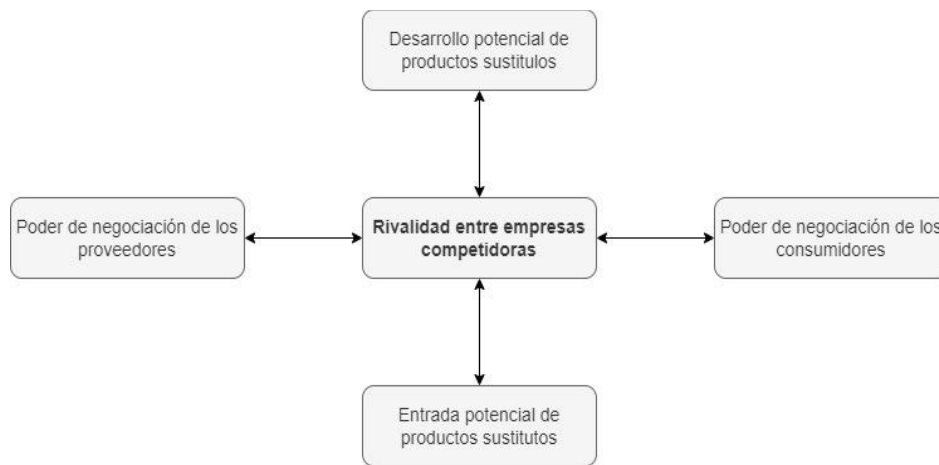 Desarrollo potencial de
productos sustitulos
Poder de negociación de los
proveedores
Rivalidad entre empresas
competidoras
Poder de negociación de los
consumidores
Entrada potencial de
productos sustitutos